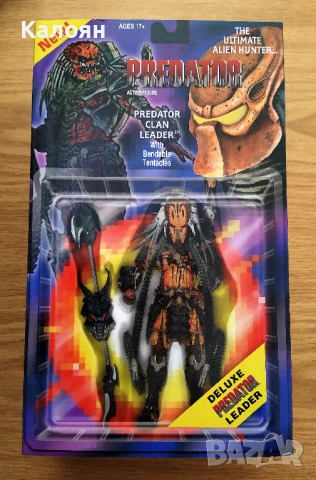 Калоян
NEW!
AGES 17+
THE
ULTIMATE
ALIEN HUNTER...
PREDATOR
ACTION FIGURE
PREDATOR
CLAN
LEADER
With
Bendable
Tentacles
DELUXE
PREDATOR
LEADER
BAZAR